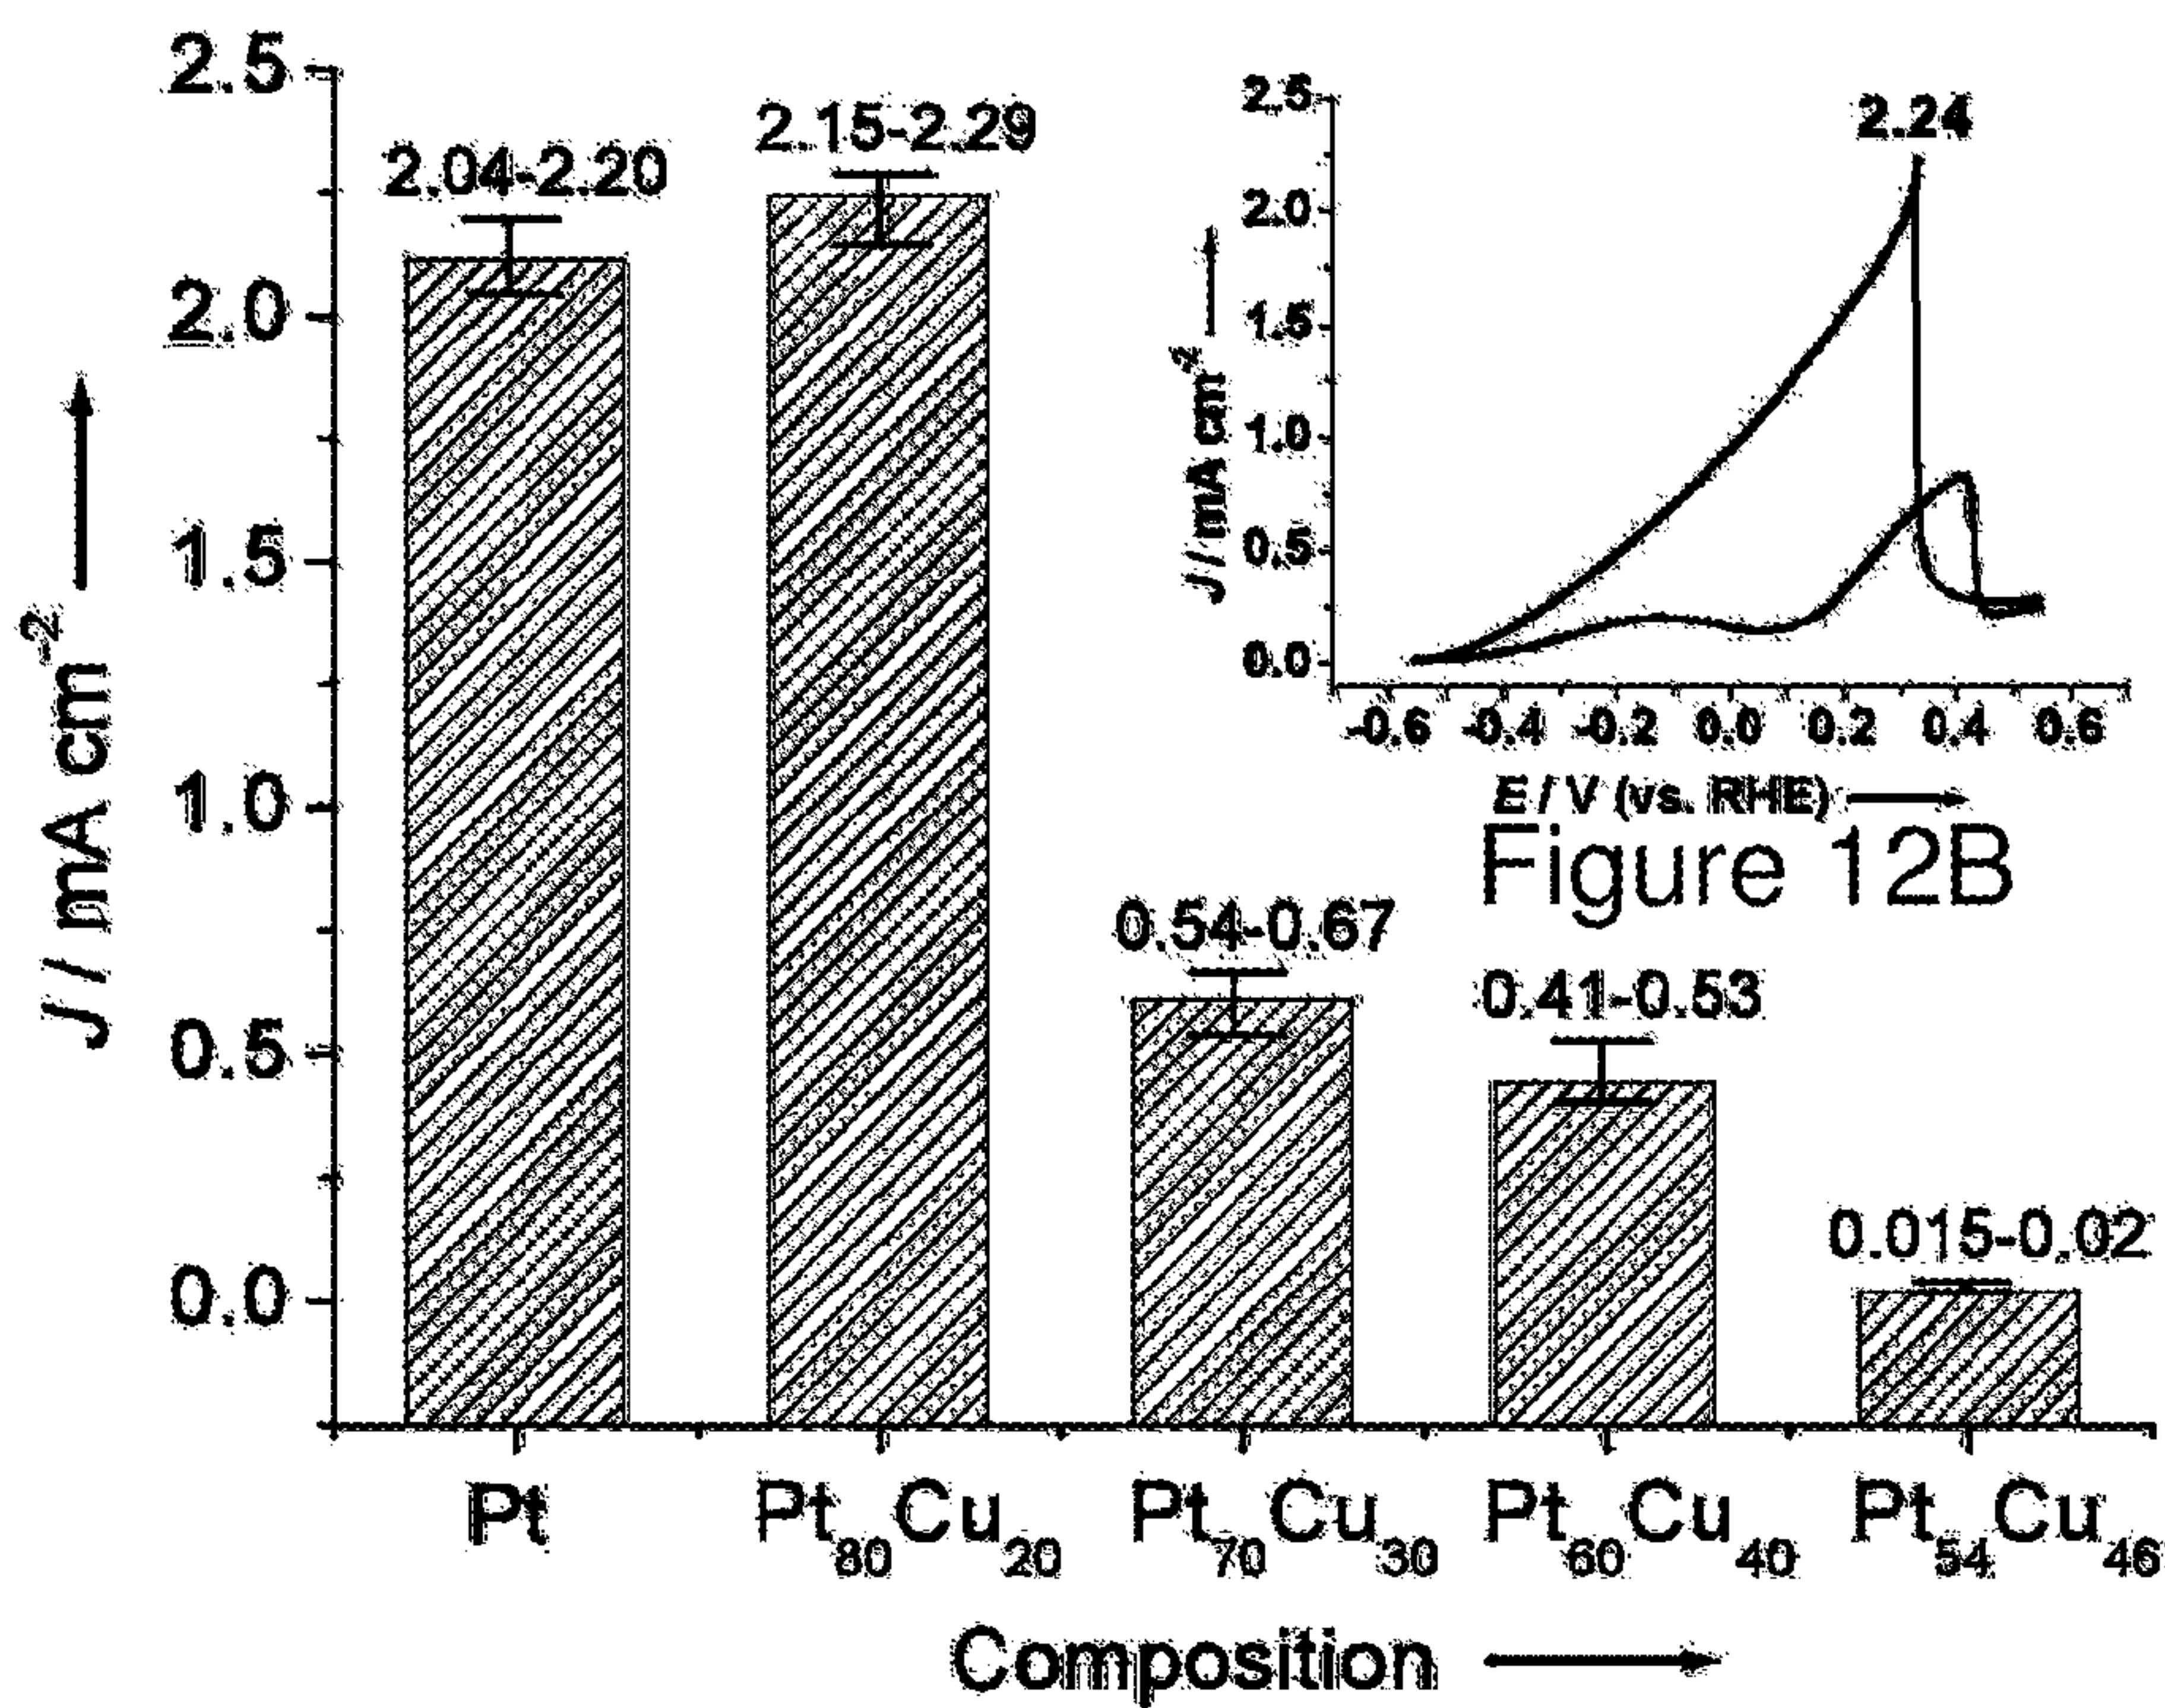 2.5
2.0
1.5
1.0
0.5
0.0
J / mA cm-2
2.04-2.20
2.15-2.29
0.54-0.67
0.41-0.53
0.015-0.02
Pt
Pt80Cu20
Pt70Cu30
Pt60Cu40
Pt54Cu46
Composition
2.5
2.0
1.5
1.0
0.5
0.0
J / mA cm-2
2.24
-0.6 -0.4 -0.2 0.0 0.2 0.4 0.6
E / V (vs. RHE)
Figure 12B